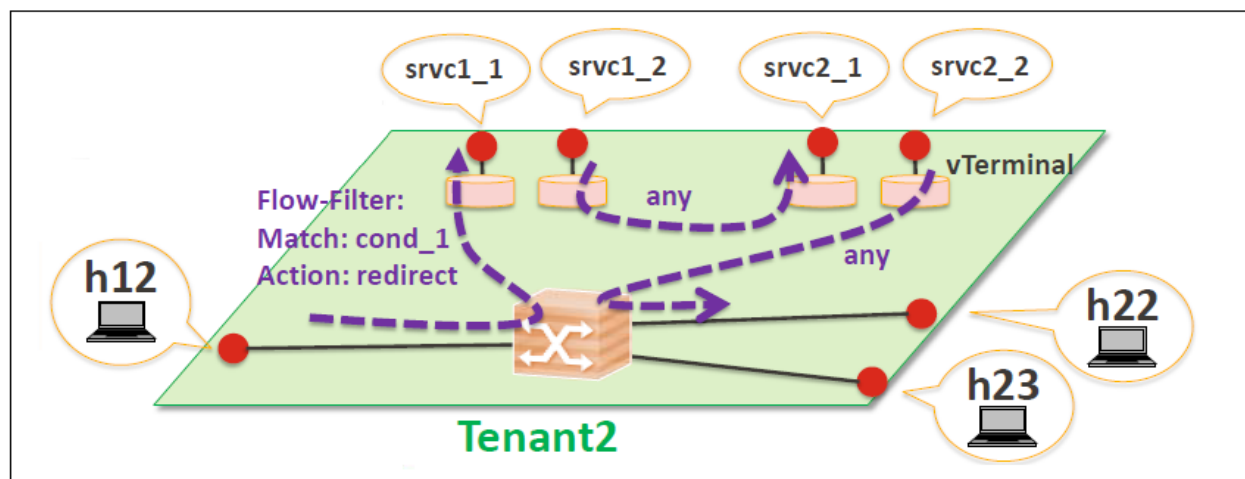 srvc1_1
srvc1_2
srvc2_1
srvc2_2
vTerminal
Flow-Filter:
Match: cond_1
Action: redirect
any
any
h12
h22
h23
Tenant2